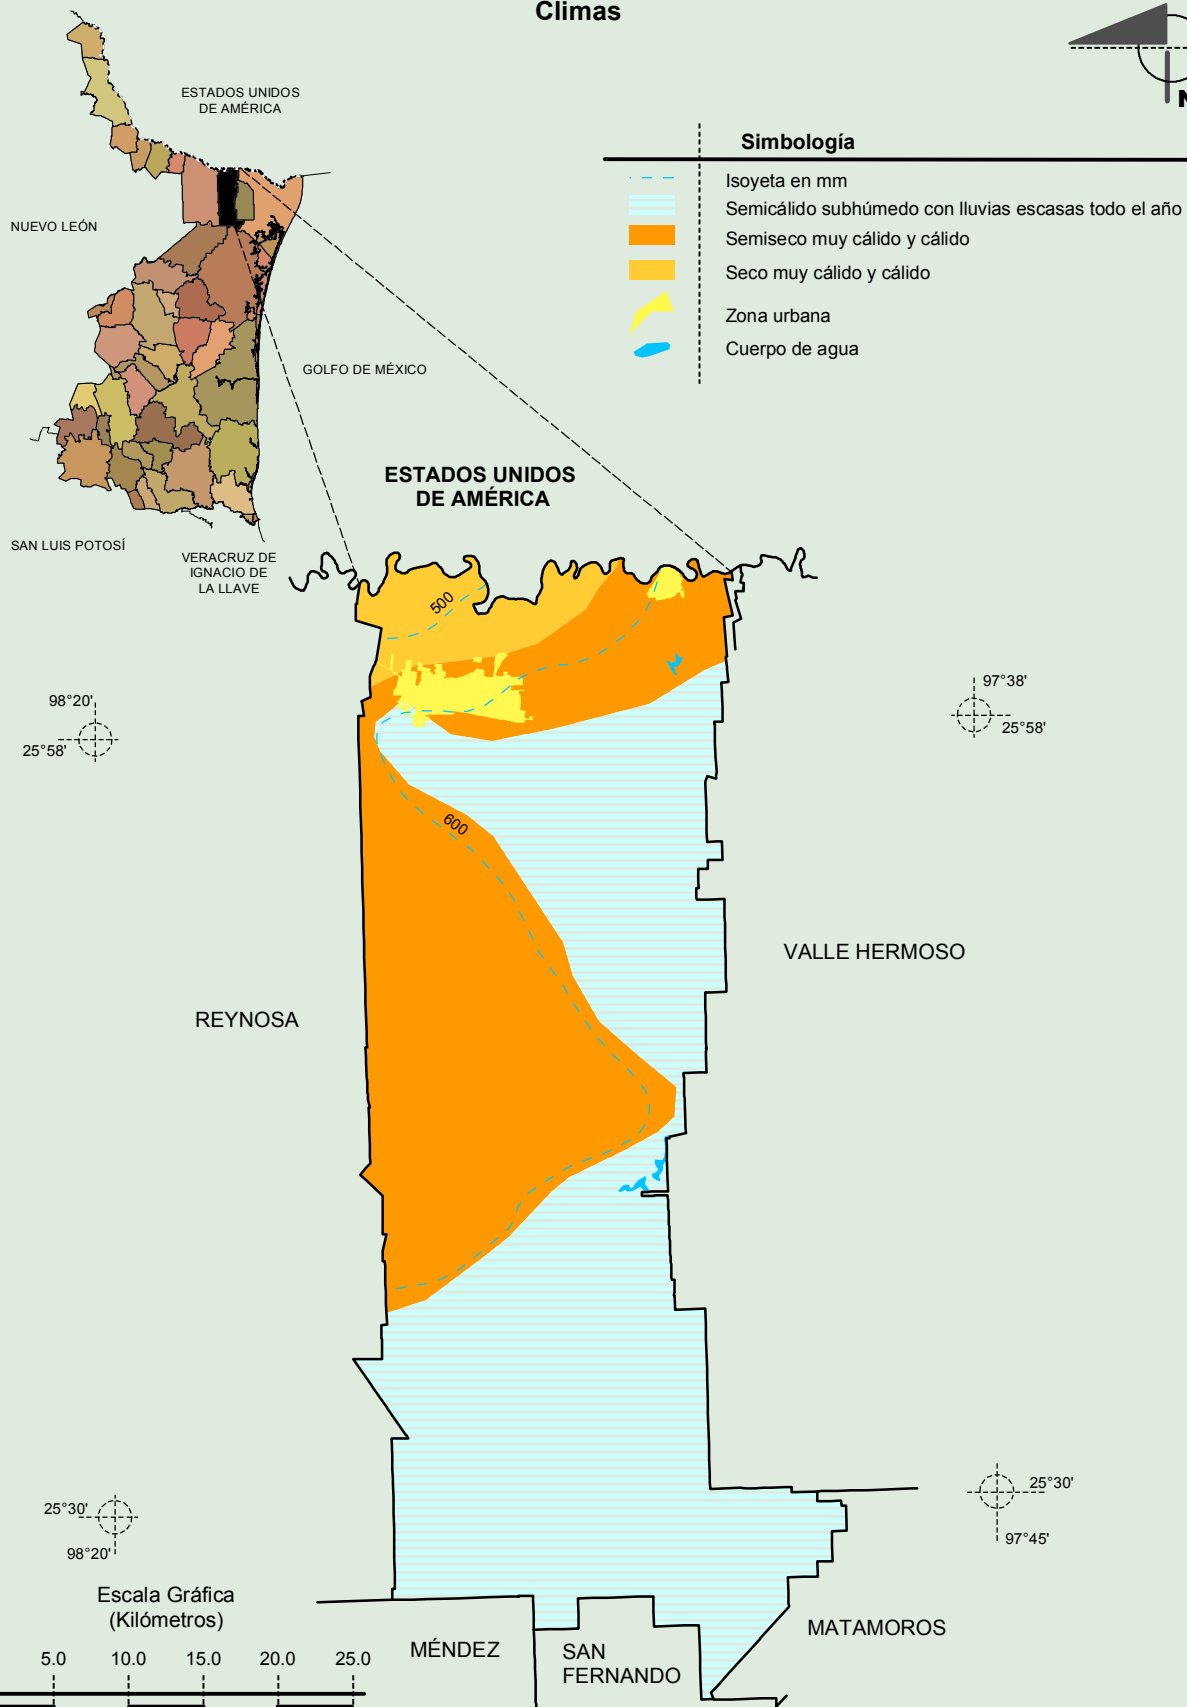 Climas
N
ESTADOS UNIDOS
DE AMÉRICA
NUEVO LEÓN
GOLFO DE MÉXICO
SAN LUIS POTOSÍ
VERACRUZ DE
IGNACIO DE
LA LLAVE
Simbología
Isoyeta en mm
Semicálido subhúmedo con lluvias escasas todo el año
Semiseco muy cálido y cálido
Seco muy cálido y cálido
Zona urbana
Cuerpo de agua
ESTADOS UNIDOS
DE AMÉRICA
500
98°20'
25°58'
97°38'
25°58'
600
VALLE HERMOSO
REYNOSA
25°30'
98°20'
25°30'
97°45'
Escala Gráfica
(Kilómetros)
5.0 10.0 15.0 20.0 25.0
MÉNDEZ
SAN
FERNANDO
MATAMOROS